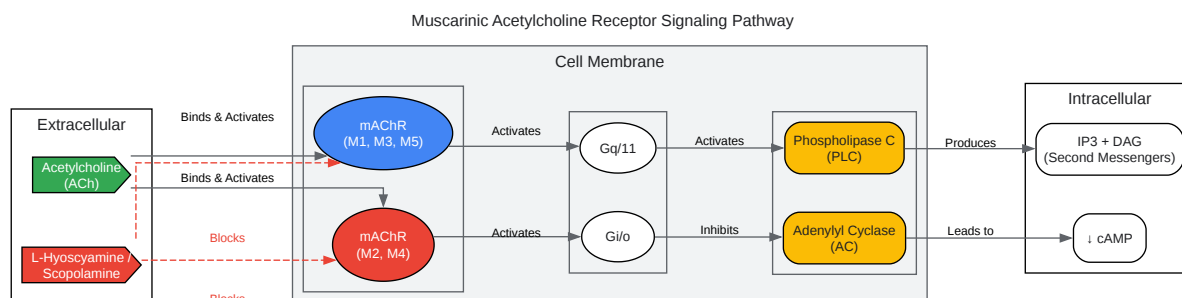 Muscarinic Acetylcholine Receptor Signaling Pathway
Cell Membrane
Extracellular
Intracellular
Binds & Activates
mAChR
(M1, M3, M5)
Activates
Gq/11
Activates
Phospholipase C
(PLC)
Produces
IP3 + DAG
(Second Messengers)
Acetylcholine
(ACh)
Binds & Activates
Blocks
mAChR
(M2, M4)
Activates
Gi/o
Inhibits
Adenylyl Cyclase
(AC)
Leads to
↓ cAMP
L-Hyoscyamine /
Scopolamine
Blocks